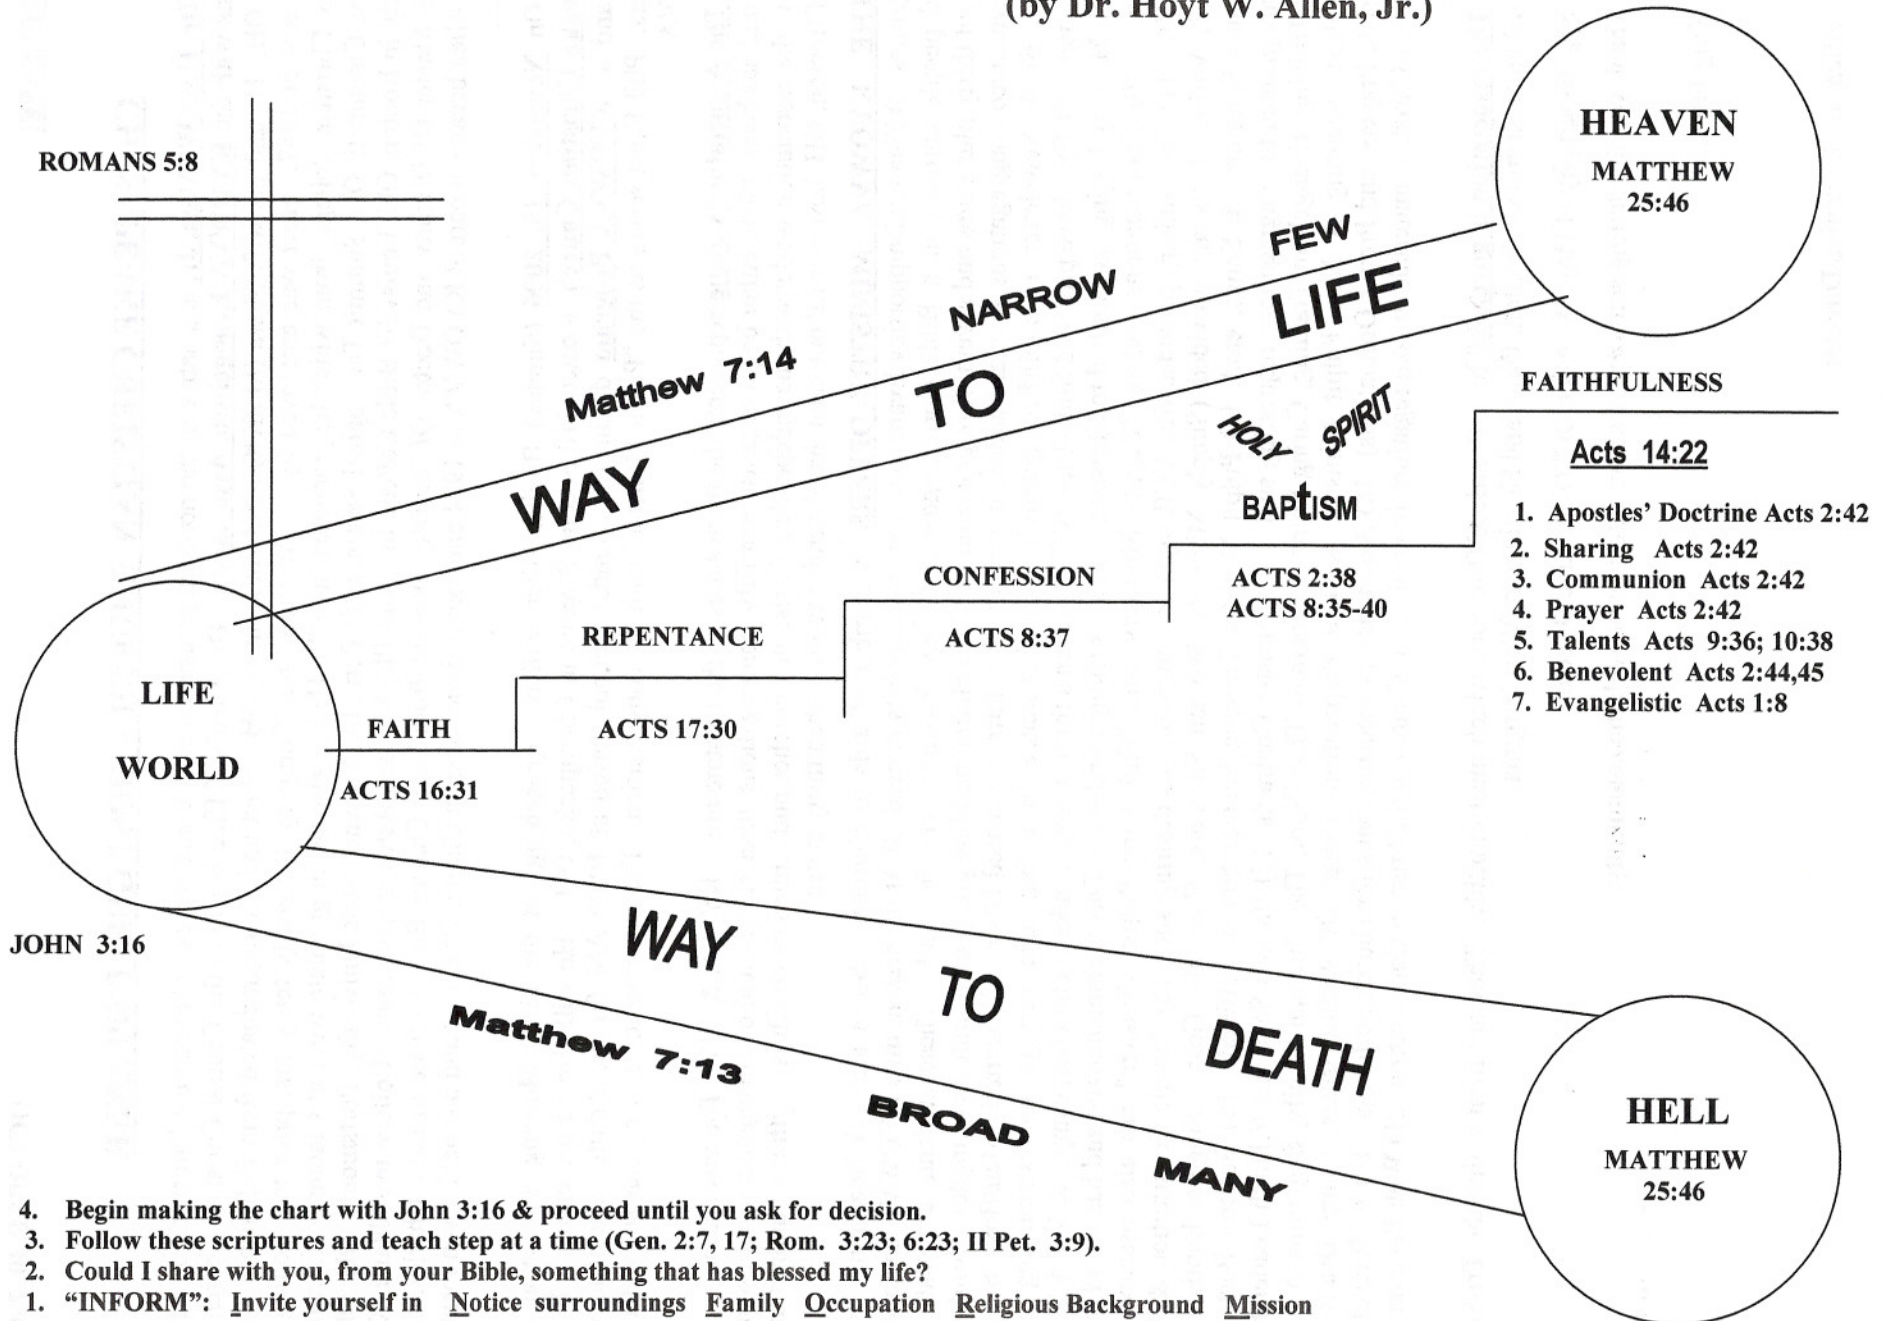 (by Dr. Hoyt W. Allen, Jr.)
ROMANS 5:8
HEAVEN
MATTHEW
25:46
Matthew 7:14
NARROW
FEW
WAY
TO
LIFE
HOLY
SPIRIT
BAPtISM
ACTS 2:38
ACTS 8:35-40
FAITHFULNESS
Acts 14:22
1. Apostles’ Doctrine Acts 2:42
2. Sharing Acts 2:42
3. Communion Acts 2:42
4. Prayer Acts 2:42
5. Talents Acts 9:36; 10:38
6. Benevolent Acts 2:44,45
7. Evangelistic Acts 1:8
CONFESSION
ACTS 8:37
REPENTANCE
ACTS 17:30
FAITH
ACTS 16:31
LIFE
WORLD
JOHN 3:16
WAY
TO
DEATH
Matthew 7:13
BROAD
MANY
HELL
MATTHEW
25:46
4. Begin making the chart with John 3:16 & proceed until you ask for decision.
3. Follow these scriptures and teach step at a time (Gen. 2:7, 17; Rom. 3:23; 6:23; II Pet. 3:9).
2. Could I share with you, from your Bible, something that has blessed my life?
1. “INFORM”: Invite yourself in Notice surroundings Family Occupation Religious Background Mission